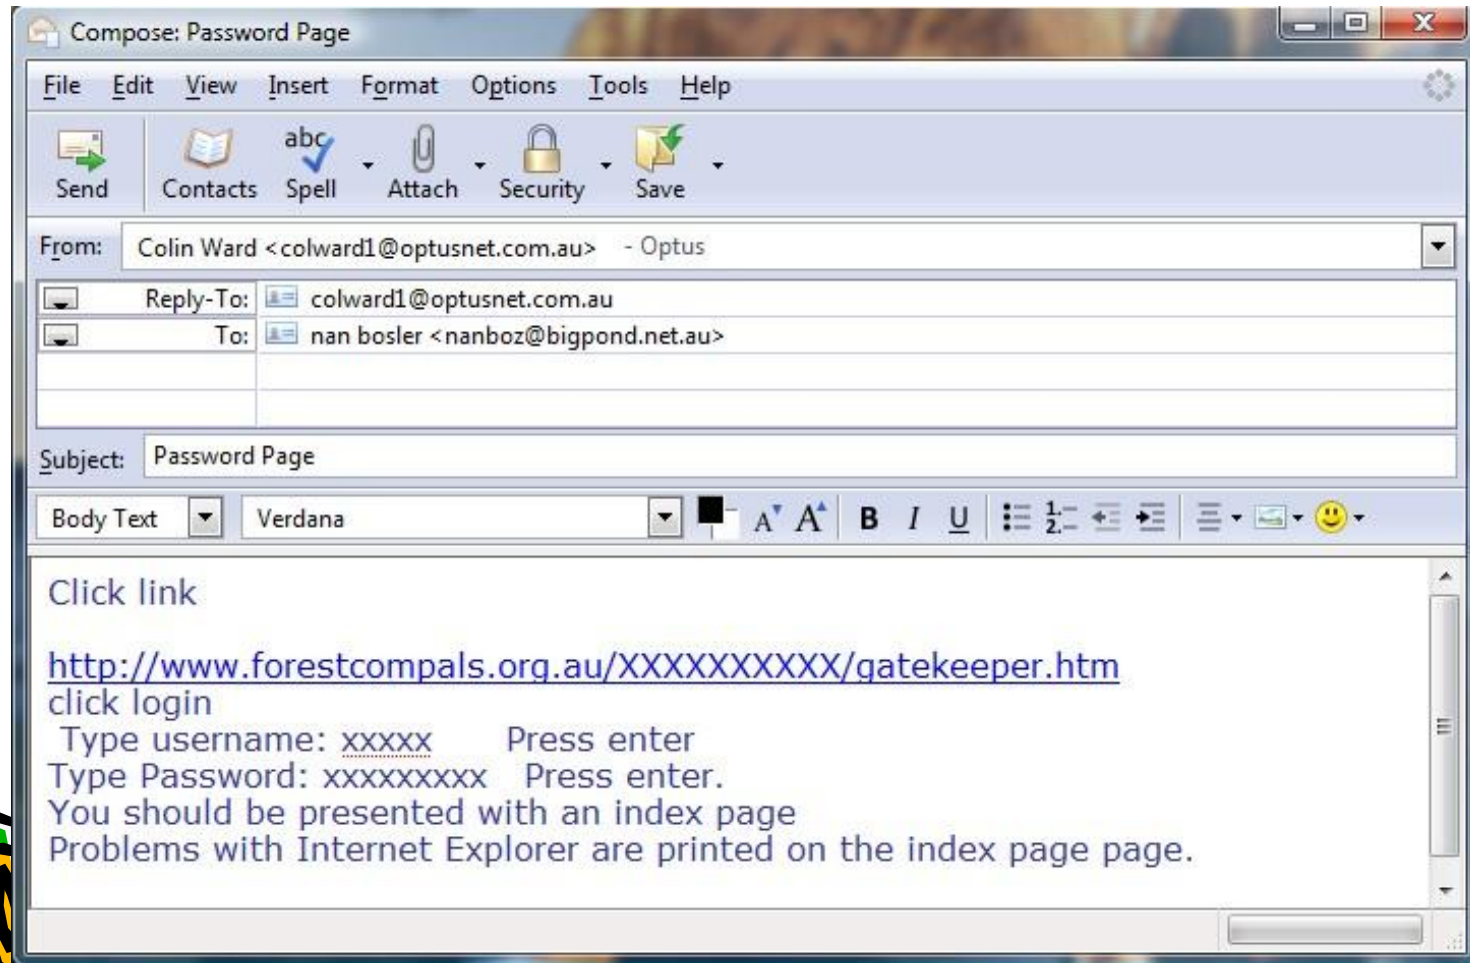 Compose: Password Page
File Edit View Insert Format Options Tools Help
abc
Send Contacts Spell Attach Security Save
From: Colin Ward <colward1@optusnet.com.au> - Optus
Reply-To: colward1@optusnet.com.au
To: nan bosler <nanboz@bigpond.net.au>
Subject: Password Page
Body Text Verdana A A B I U
Click link
http://www.forestcompals.org.au/XXXXXXXXXX/gatekeeper.htm
click login
Type username: xxxxx Press enter
Type Password: xxxxxxxxx Press enter.
You should be presented with an index page
Problems with Internet Explorer are printed on the index page page.